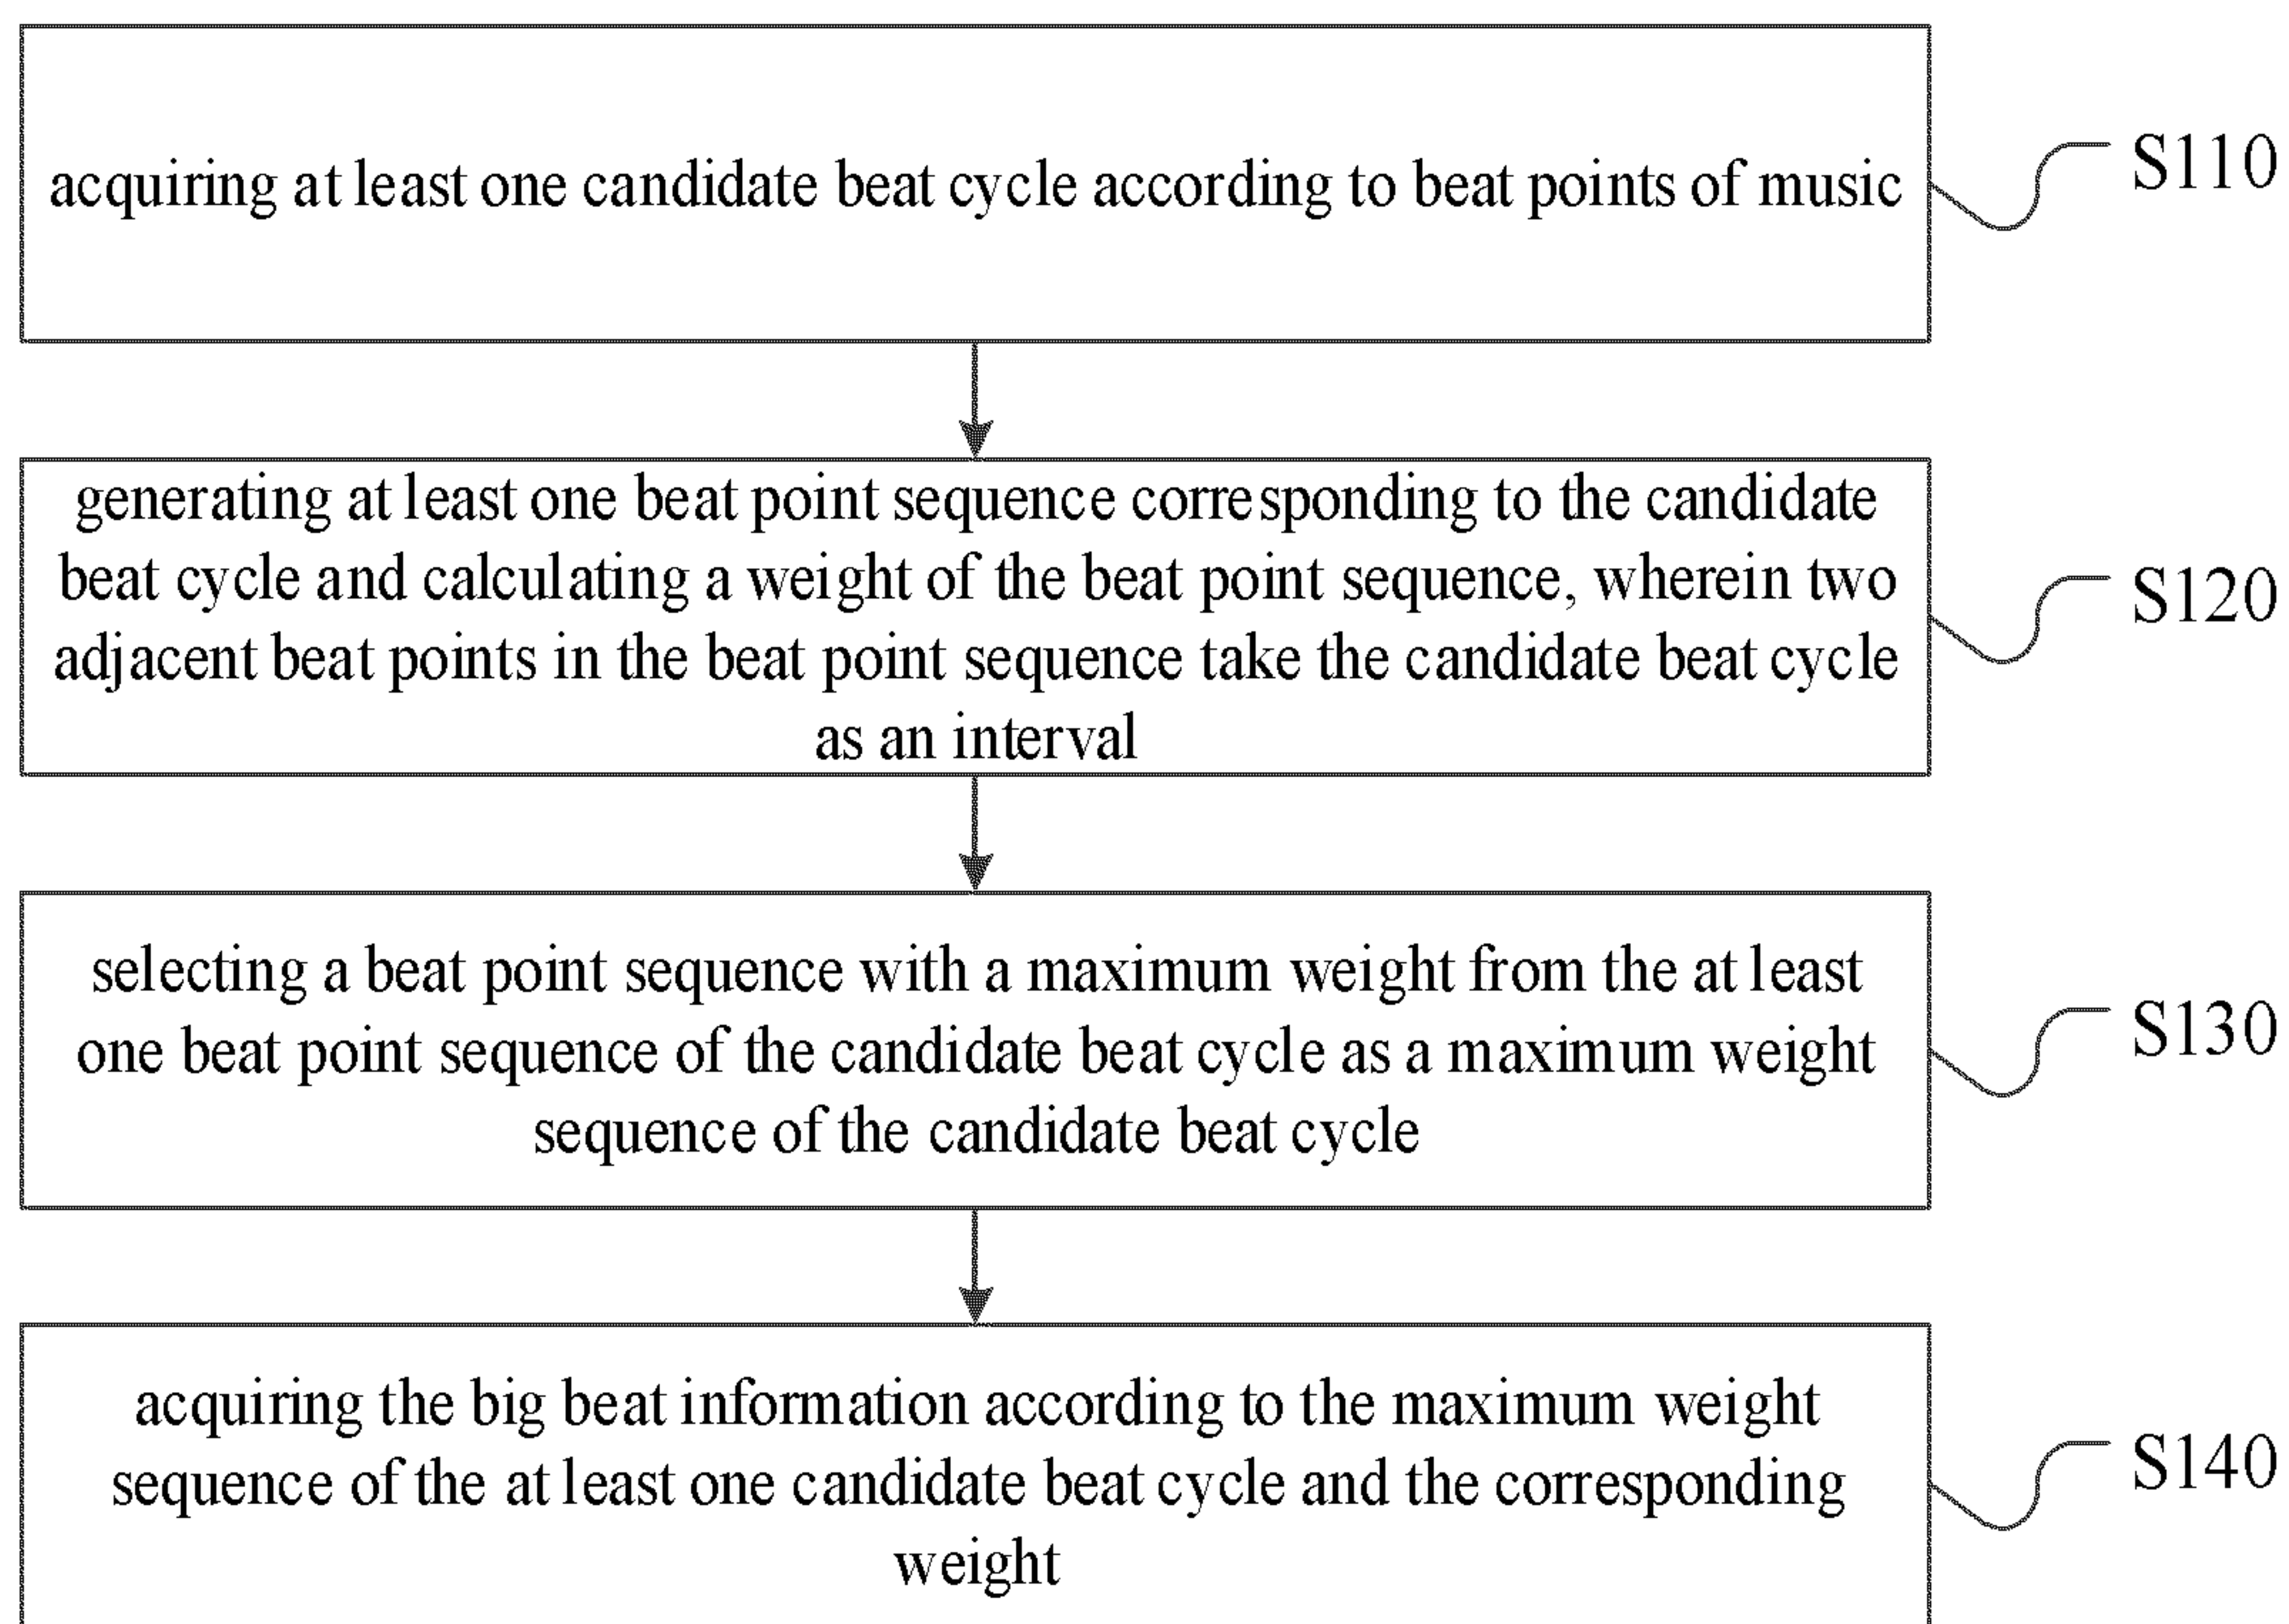 acquiring at least one candidate beat cycle according to beat points of music
S110
generating at least one beat point sequence corresponding to the candidate
beat cycle and calculating a weight of the beat point sequence, wherein two
adjacent beat points in the beat point sequence take the candidate beat cycle
as an interval
S120
selecting a beat point sequence with a maximum weight from the at least
one beat point sequence of the candidate beat cycle as a maximum weight
sequence of the candidate beat cycle
S130
acquiring the big beat information according to the maximum weight
sequence of the at least one candidate beat cycle and the corresponding
weight
S140